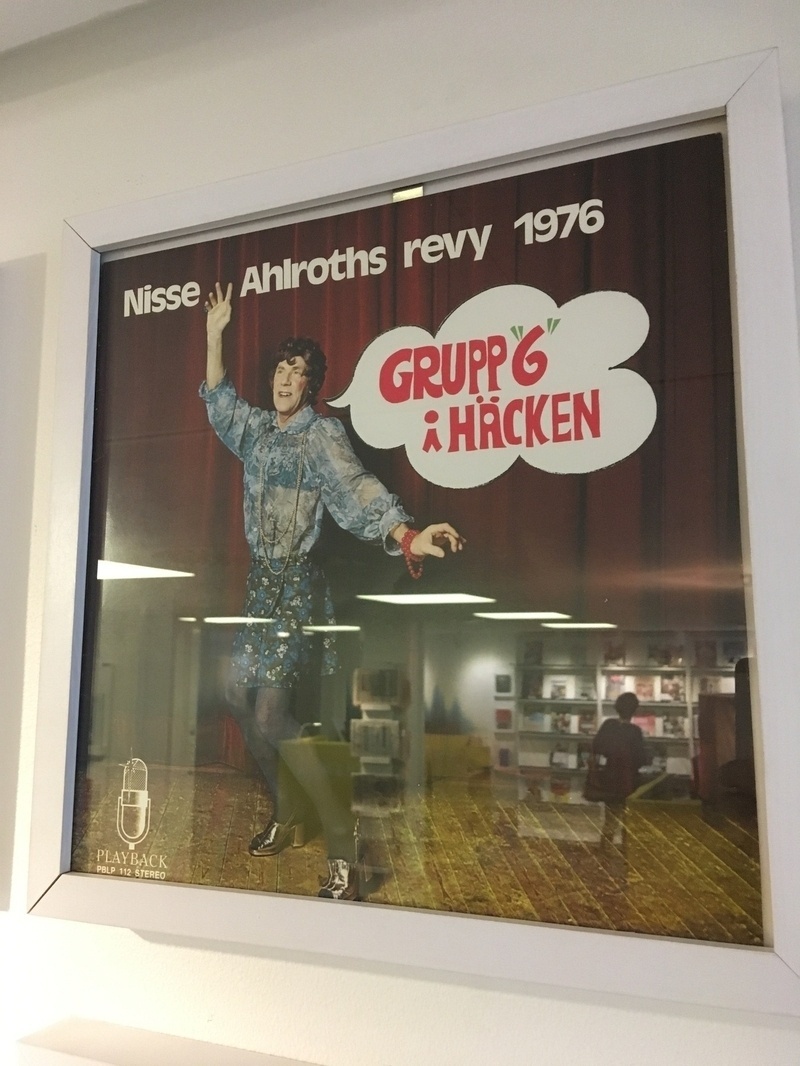 Nisse Ahlroths revy 1976
GRUPP "6"
i HÄCKEN
PLAYBACK
PBLP 112 STEREO